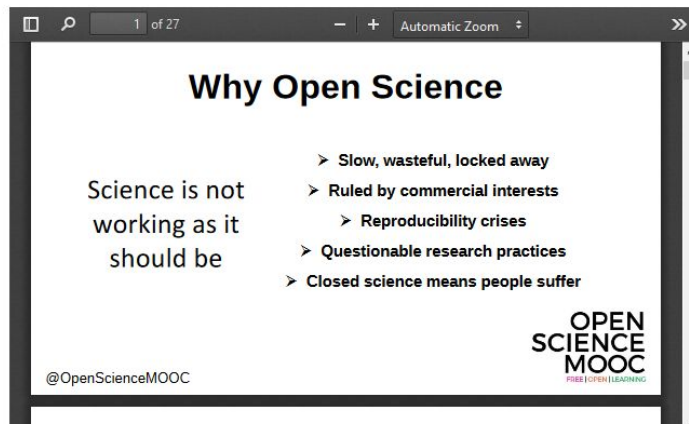 1 of 27
Automatic Zoom
Why Open Science
Science is not
working as it
should be
Slow, wasteful, locked away
Ruled by commercial interests
Reproducibility crises
Questionable research practices
Closed science means people suffer
OPEN
SCIENCE
MOOC
FREE | OPEN | LEARNING
@OpenScienceMOOC